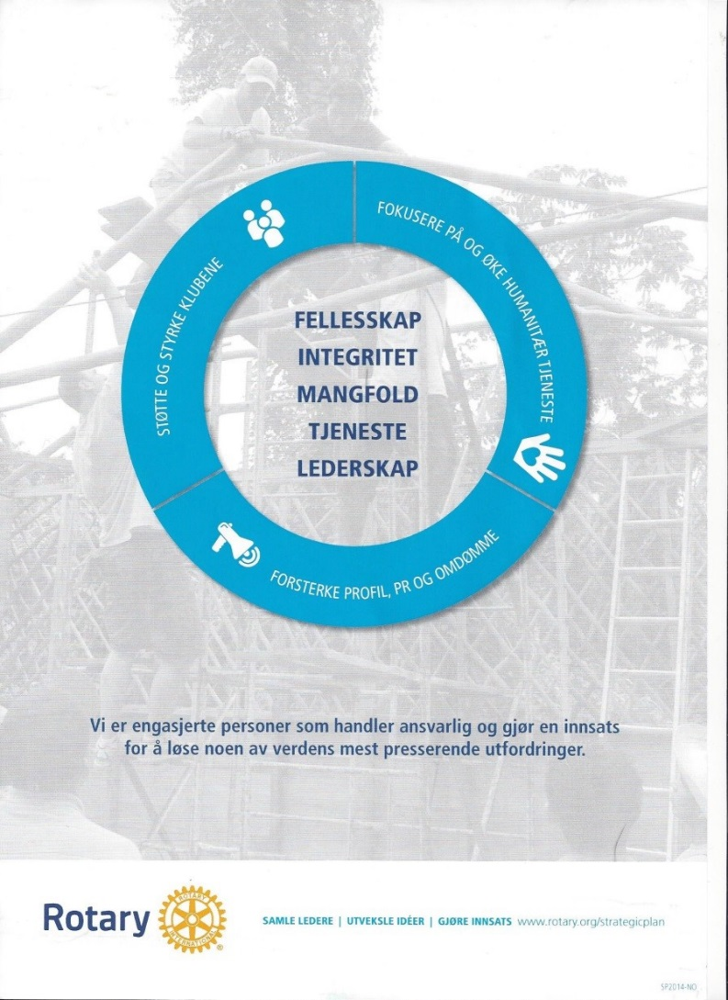 STØTTE OG STYRKE KLUBENE
FOKUSERE PÅ OG ØKE HUMANITÆR TJENESTE
FELLESSKAP
INTEGRITET
MANGFOLD
TJENESTE
LEDERSKAP
FORSTERKE PROFIL, PR OG OMDØMME
Vi er engasjerte personer som handler ansvarlig og gjør en innsats
for å løse noen av verdens mest presserende utfordringer.
Rotary
ROTARY
INTERNATIONAL
®
SAMLE LEDERE | UTVEKSLE IDÉER | GJØRE INNSATS www.rotary.org/strategicplan
SP2014-NO